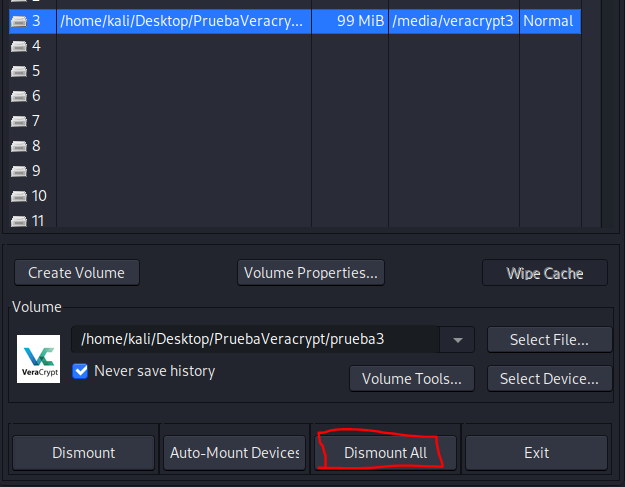 3 /home/kali/Desktop/PruebaVeracry... 99 MiB /media/veracrypt3 Normal
4
5
6
7
8
9
10
11
Create Volume Volume Properties... Wipe Cache
Volume
/home/kali/Desktop/PruebaVeracrypt/prueba3 Select File...
VeraCrypt
Never save history Volume Tools... Select Device...
Dismount Auto-Mount Devices Dismount All Exit